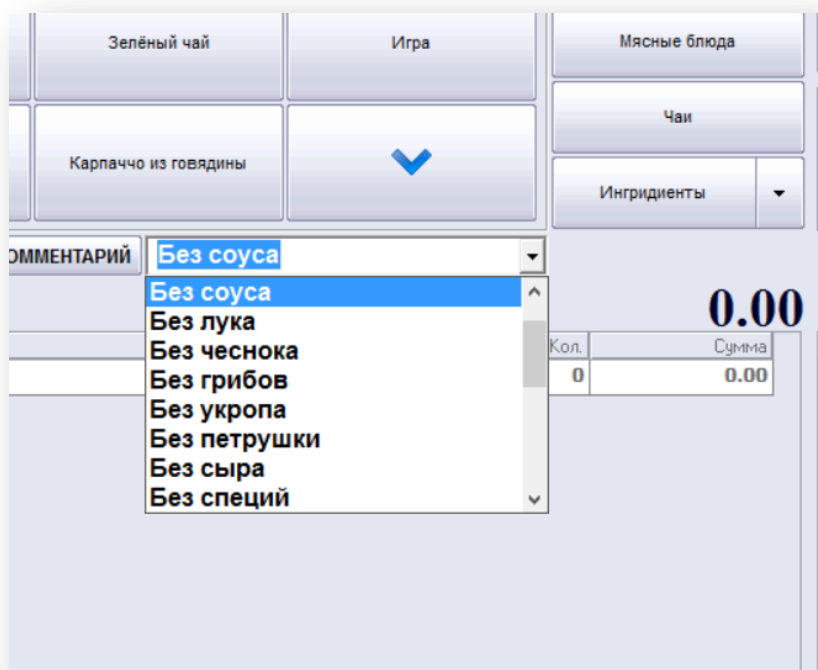 Зелёный чай
Игра
Мясные блюда
Чаи
Карпаччо из говядины
Ингридиенты
ОММЕНТАРИЙ
Без соуса
Без соуса
0.00
Без лука
Без чеснока
Кол.
Сумма
Без грибов
0
0.00
Без укропа
Без петрушки
Без сыра
Без специй